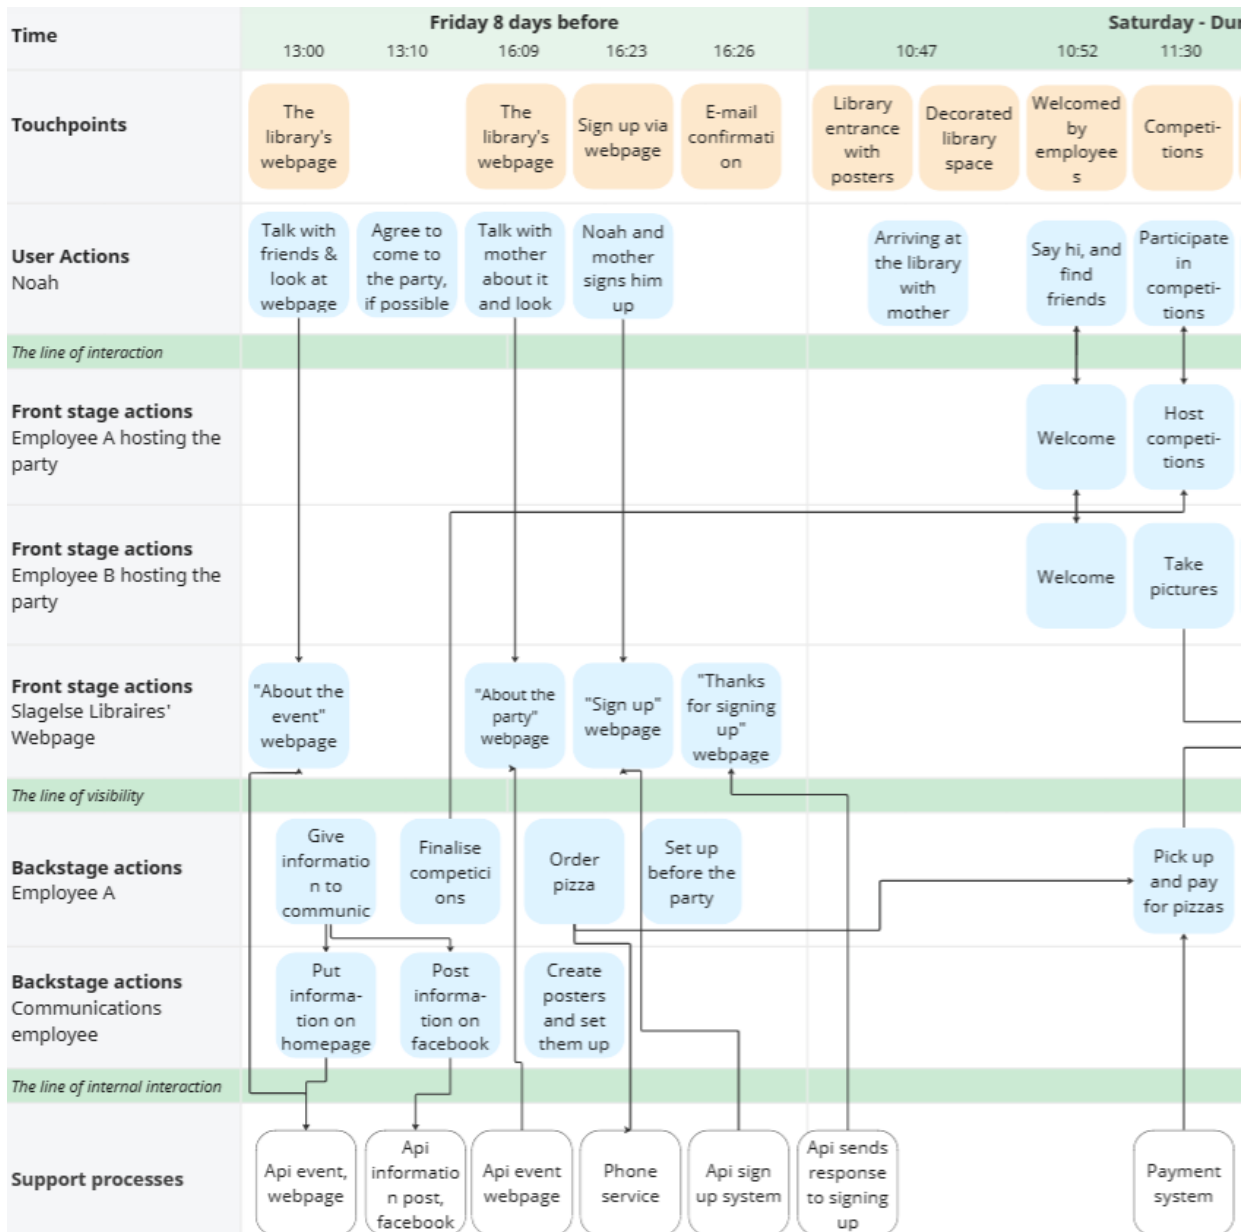 Time
Friday 8 days before
Saturday - Dur
13:00
13:10
16:09
16:23
16:26
10:47
10:52
11:30
Touchpoints
The
library's
webpage
The
library's
webpage
Sign up via
webpage
E-mail
confirmati
on
Library
entrance
with
posters
Decorated
library
space
Welcomed
by
employee
s
Competi-
tions
User Actions
Noah
Talk with
friends &
look at
webpage
Agree to
come to
the party,
if possible
Talk with
mother
about it
and look
Noah and
mother
signs him
up
Arriving at
the library
with
mother
Say hi, and
find
friends
Participate
in
competi-
tions
The line of interaction
Front stage actions
Employee A hosting the
party
Welcome
Host
competi-
tions
Front stage actions
Employee B hosting the
party
Welcome
Take
pictures
Front stage actions
Slagelse Libraires'
Webpage
"About the
event"
webpage
"About the
party"
webpage
"Sign up"
webpage
"Thanks
for signing
up"
webpage
The line of visibility
Backstage actions
Employee A
Give
informatio
n to
communic
Finalise
competici
ons
Order
pizza
Set up
before the
party
Pick up
and pay
for pizzas
Backstage actions
Communications
employee
Put
informa-
tion on
homepage
Post
informa-
tion on
facebook
Create
posters
and set
them up
The line of internal interaction
Support processes
Api event,
webpage
Api
informatio
n post,
facebook
Api event
webpage
Phone
service
Api sign
up system
Api sends
response
to signing
up
Payment
system